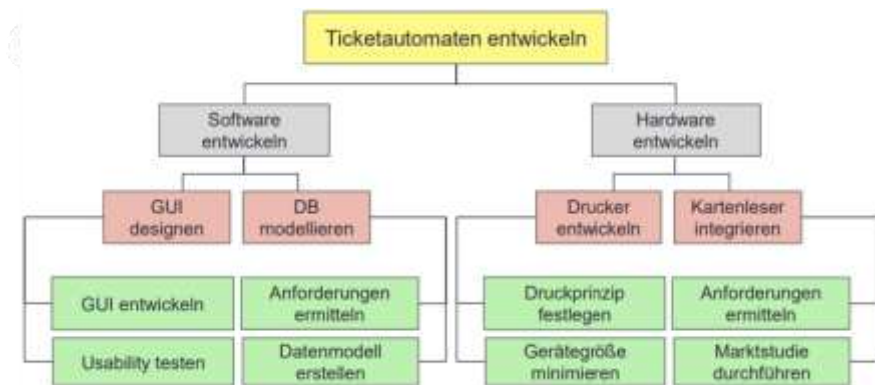 Ticketautomaten entwickeln
Software
entwickeln
Hardware
entwickeln
GUI
designen
DB
modellieren
Drucker
entwickeln
Kartenleser
integrieren
GUI entwickeln
Anforderungen
ermitteln
Druckprinzip
festlegen
Anforderungen
ermitteln
Usability testen
Datenmodell
erstellen
Gerätegröße
minimieren
Marktstudie
durchführen